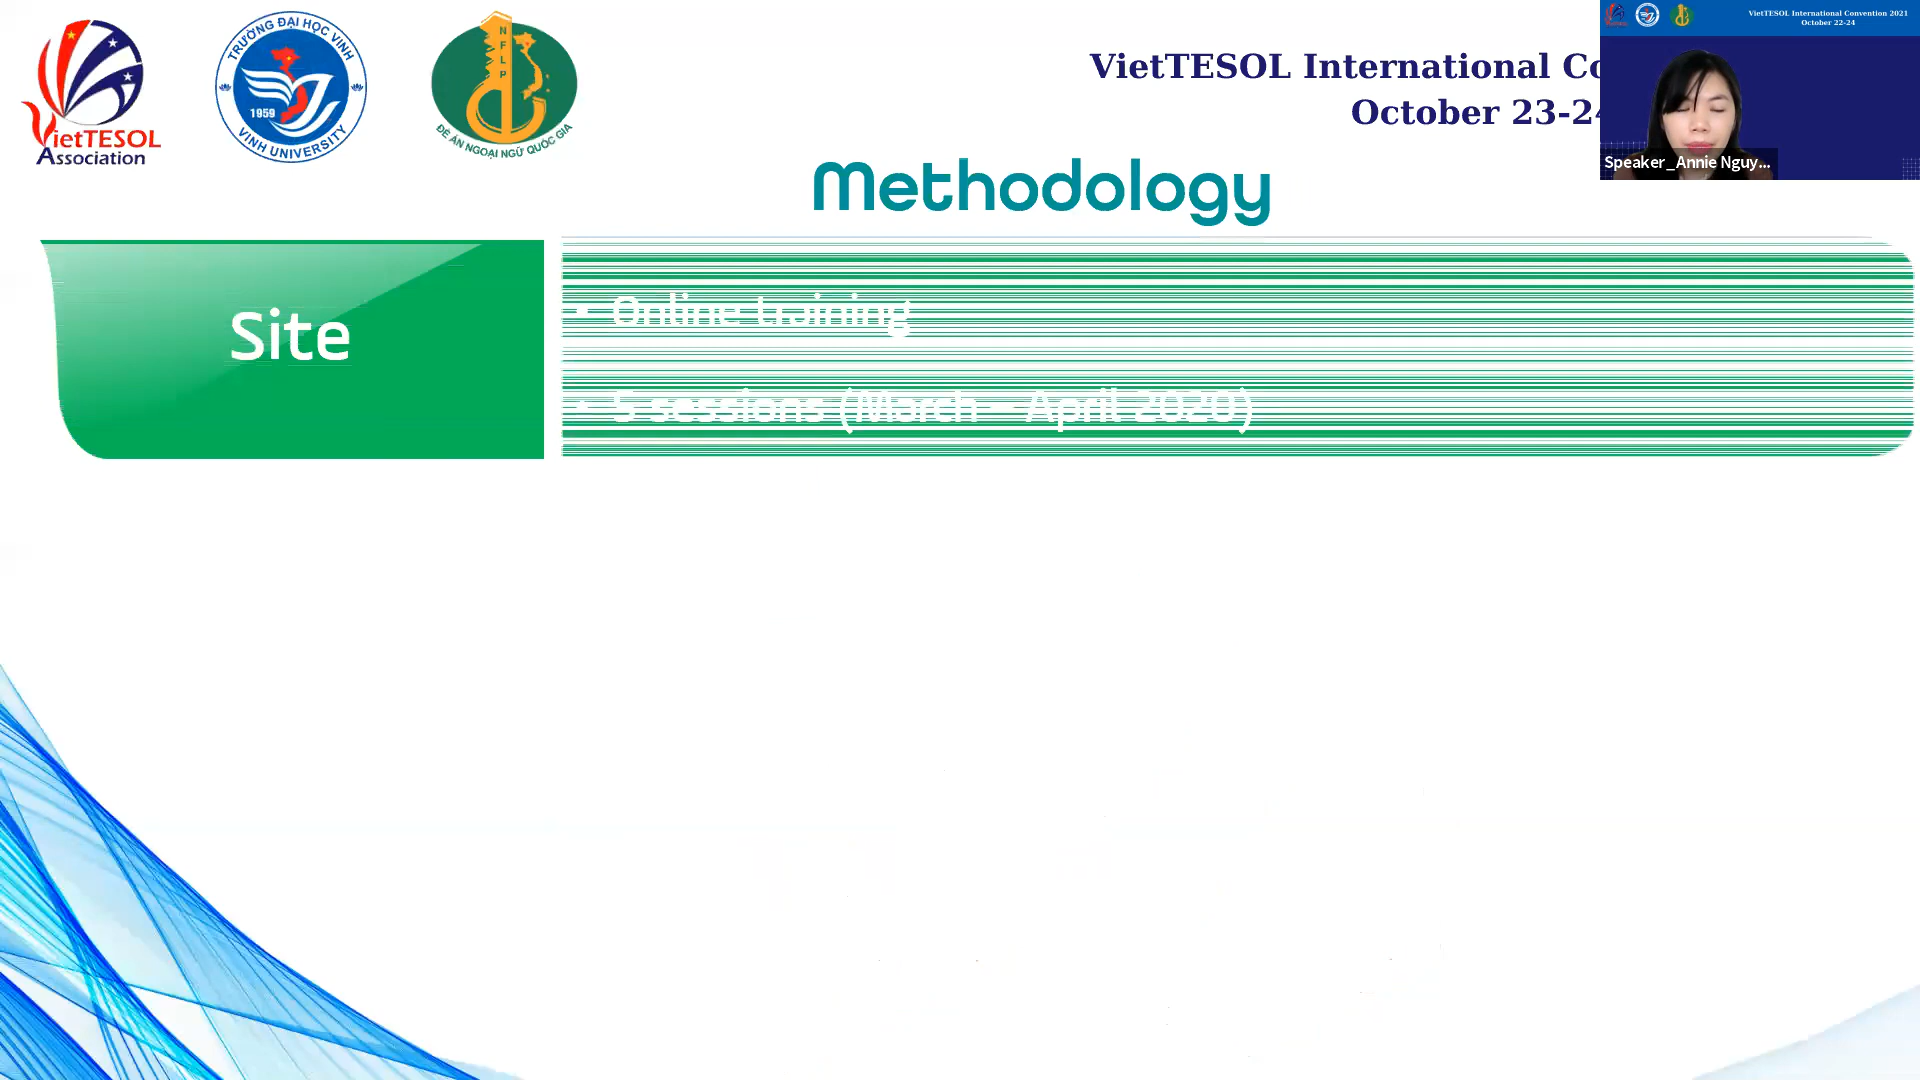 VietTESOL
Association
TRƯỜNG ĐẠI HỌC VINH
1959
VINH UNIVERSITY
NFLP
ĐỀ ÁN NGOẠI NGỮ QUỐC GIA
VietTESOL International Co
October 23-24
VietTESOL International Convention 2021
October 22-24
Speaker_Annie Nguy...
Methodology
Site
• Online training
• 5 sessions (March - April 2020)